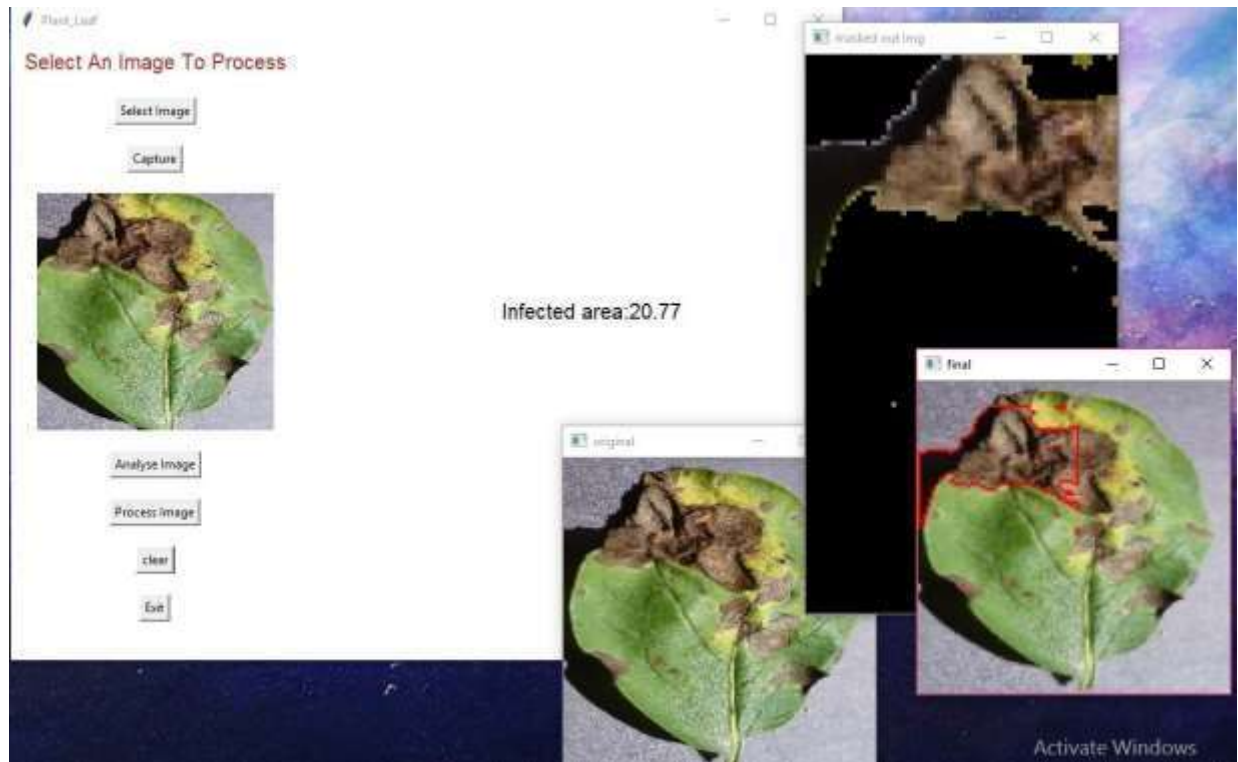 Plant_Leaf
Select An Image To Process
Select Image
Capture
Analyse Image
Process Image
clear
Exit
Infected area:20.77
original
masked out img
final
Activate Windows